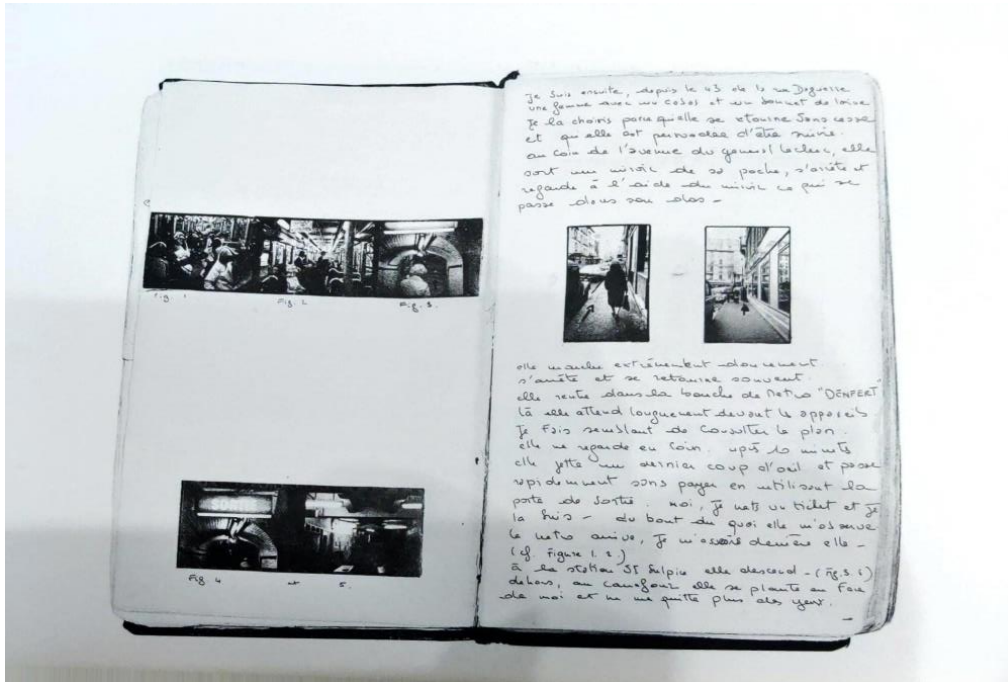 Fig. 1
Fig. 2
Fig. 3.
SORTIE
Fig 4 et 5.
Je suis ensuite, depuis le 43 de la rue Daguerre
une femme avec un cabas et un bonnet de laine
Je la choisis parce qu'elle se retourne sans cesse
et qu'elle est persuadée d'être suivie.
au coin de l'avenue du général Leclerc, elle
sort un miroir de sa poche, s'arrête et
regarde à l'aide du miroir ce qui se
passe dans son dos -
elle marche extrêmement doucement.
s'arrête et se retourne souvent.
elle rentre dans la bouche de Metro "DENFERT"
là elle attend longuement devant les appareils
Je fais semblant de consulter le plan.
elle me regarde en coin. après 10 minutes
elle jette un dernier coup d'oeil et passe
rapidement sans payer en utilisant la
porte de sortie. moi, Je mets un ticket et Je
la suis - du bout du quai elle m'observe
le metro arrive, Je m'assois derrière elle -
(cf. Figure 1. 2.)
à la station St Sulpice elle descend - (Fig. 3. 4)
dehors, au carrefour elle se plante en face
de moi et ne me quitte plus des yeux.